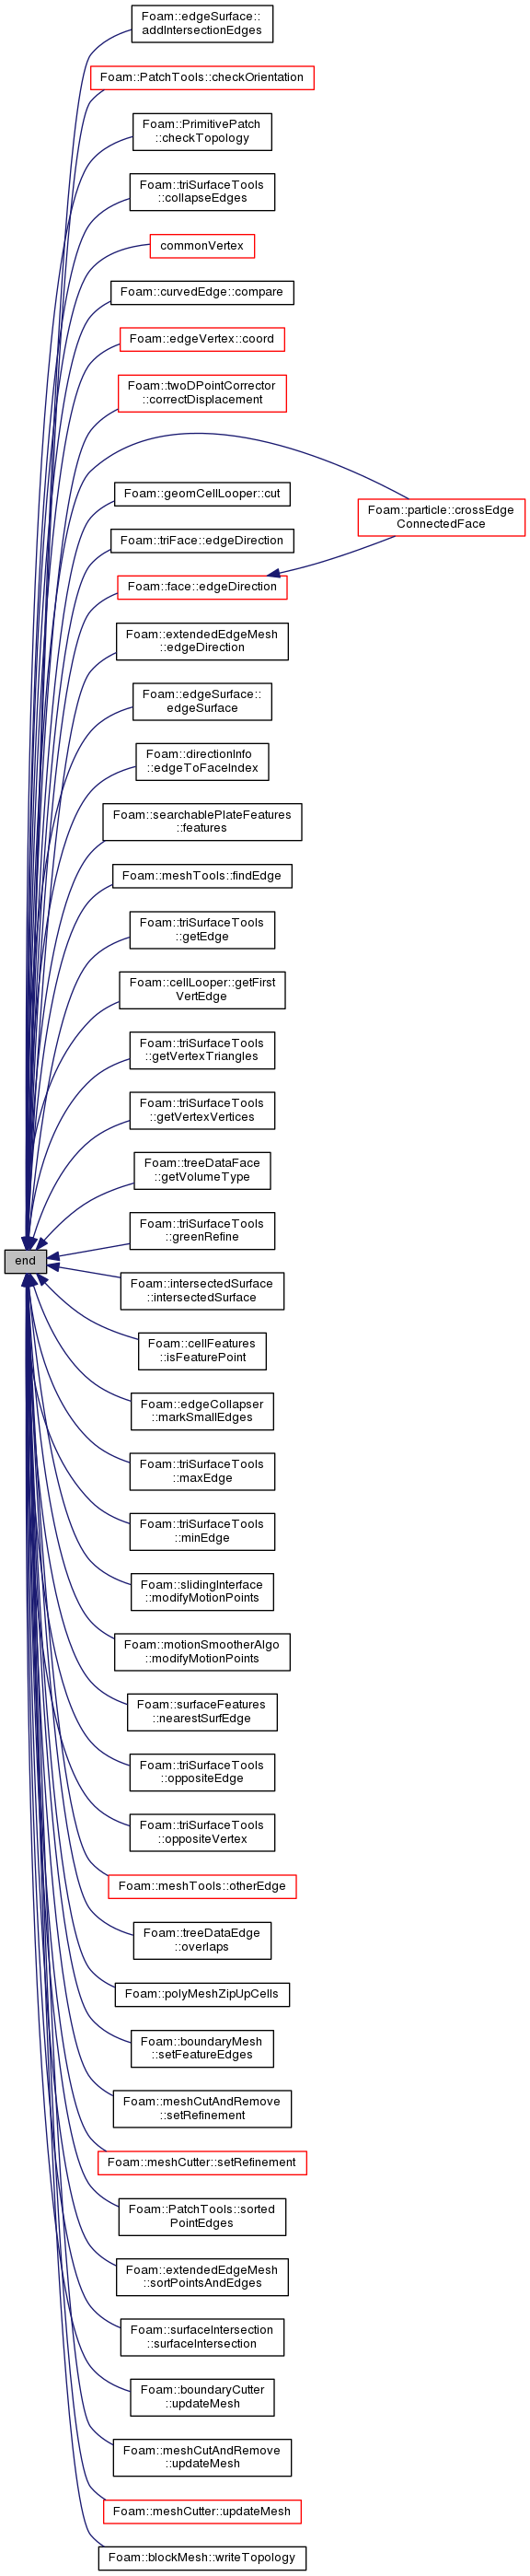 Foam::edgeSurface::
addIntersectionEdges
Foam::PatchTools::checkOrientation
Foam::PrimitivePatch
::checkTopology
Foam::triSurfaceTools
::collapseEdges
commonVertex
Foam::curvedEdge::compare
Foam::edgeVertex::coord
Foam::twoDPointCorrector
::correctDisplacement
Foam::geomCellLooper::cut
Foam::particle::crossEdge
ConnectedFace
Foam::triFace::edgeDirection
Foam::face::edgeDirection
Foam::extendedEdgeMesh
::edgeDirection
Foam::edgeSurface::
edgeSurface
Foam::directionInfo
::edgeToFaceIndex
Foam::searchablePlateFeatures
::features
Foam::meshTools::findEdge
Foam::triSurfaceTools
::getEdge
Foam::cellLooper::getFirst
VertEdge
Foam::triSurfaceTools
::getVertexTriangles
Foam::triSurfaceTools
::getVertexVertices
Foam::treeDataFace
::getVolumeType
Foam::triSurfaceTools
::greenRefine
end
Foam::intersectedSurface
::intersectedSurface
Foam::cellFeatures
::isFeaturePoint
Foam::edgeCollapser
::markSmallEdges
Foam::triSurfaceTools
::maxEdge
Foam::triSurfaceTools
::minEdge
Foam::slidingInterface
::modifyMotionPoints
Foam::motionSmootherAlgo
::modifyMotionPoints
Foam::surfaceFeatures
::nearestSurfEdge
Foam::triSurfaceTools
::oppositeEdge
Foam::triSurfaceTools
::oppositeVertex
Foam::meshTools::otherEdge
Foam::treeDataEdge
::overlaps
Foam::polyMeshZipUpCells
Foam::boundaryMesh
::setFeatureEdges
Foam::meshCutAndRemove
::setRefinement
Foam::meshCutter::setRefinement
Foam::PatchTools::sorted
PointEdges
Foam::extendedEdgeMesh
::sortPointsAndEdges
Foam::surfaceIntersection
::surfaceIntersection
Foam::boundaryCutter
::updateMesh
Foam::meshCutAndRemove
::updateMesh
Foam::meshCutter::updateMesh
Foam::blockMesh::writeTopology